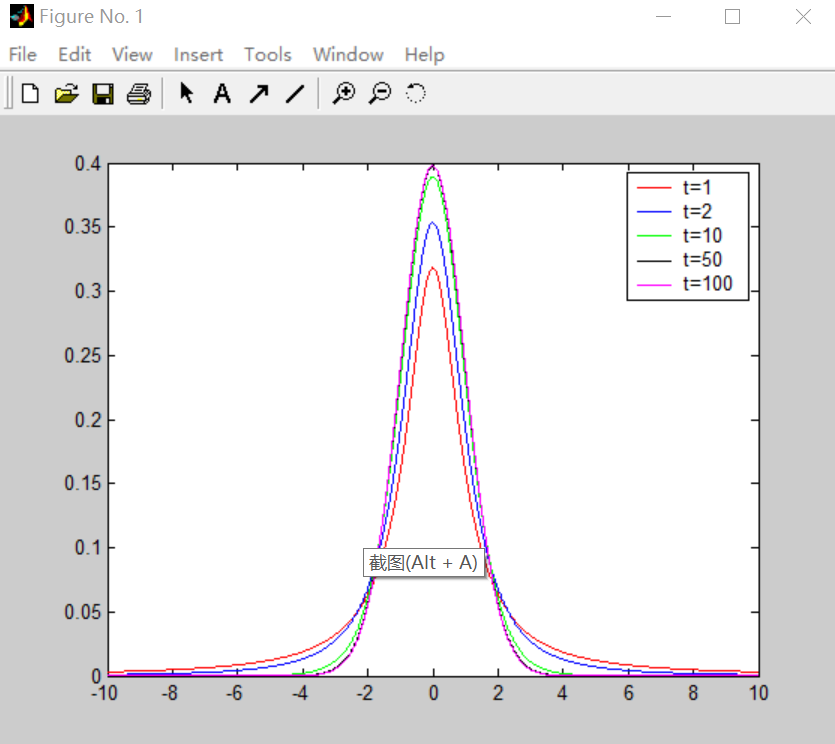 Figure No. 1
File Edit View Insert Tools Window Help
0.4
0.35
0.3
0.25
0.2
0.15
0.1
0.05
0
-10 -8 -6 -4 -2 0 2 4 6 8 10
t=1
t=2
t=10
t=50
t=100
截图(Alt + A)